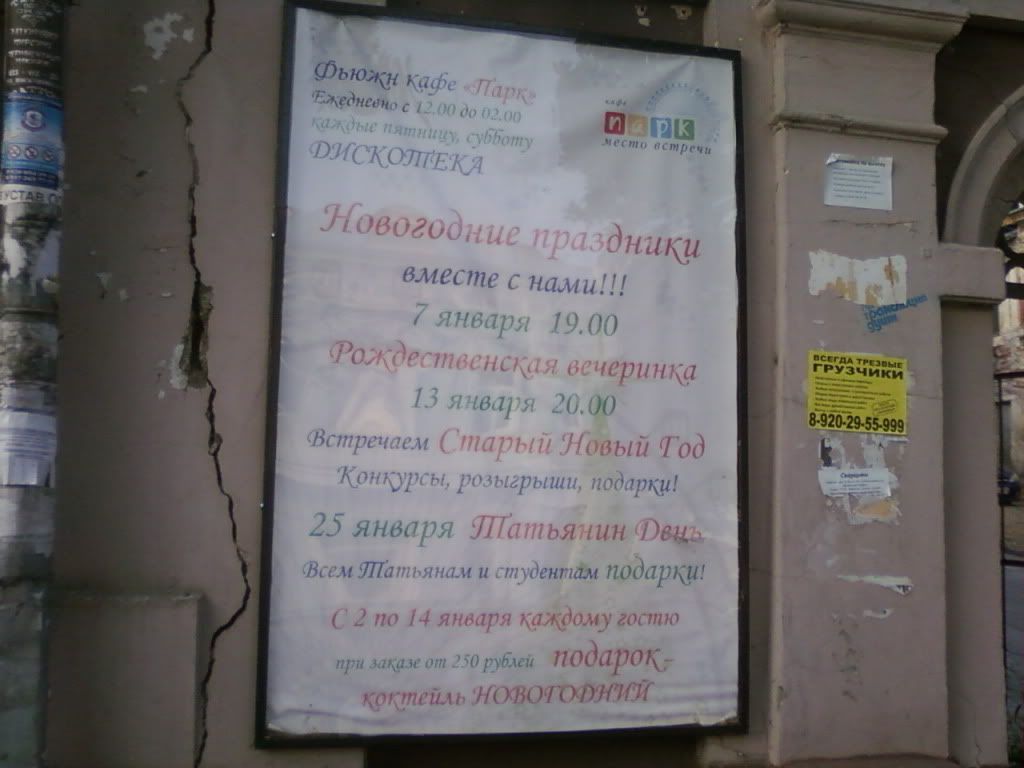 Фьюжн кафе «Парк»
Ежедневно с 12.00 до 02.00
каждые пятницу, субботу
ДИСКОТЕКА
кафе
парк
место встречи
Новогодние праздники
вместе с нами!!!
7 января 19.00
Рождественская вечеринка
13 января 20.00
Встречаем Старый Новый Год
Конкурсы, розыгрыши, подарки!
25 января Татьянин День
Всем Татьянам и студентам подарки!
С 2 по 14 января каждому гостю
при заказе от 250 рублей подарок-
коктейль НОВОГОДНИЙ
ВСЕГДА ТРЕЗВЫЕ
ГРУЗЧИКИ
8-920-29-55-999